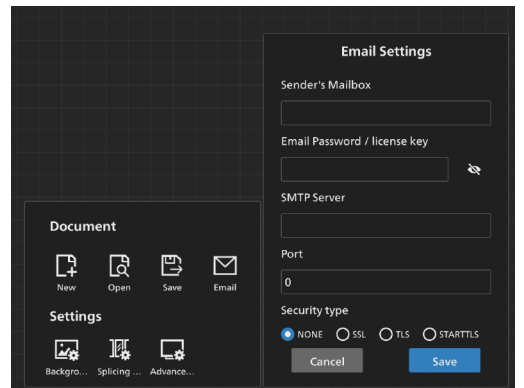 Email Settings
Sender's Mailbox
Email Password / license key
SMTP Server
Port
0
Security type
NONE SSL TLS STARTTLS
Cancel Save
Document
New Open Save Email
Settings
Backgro... Splicing ... Advance...